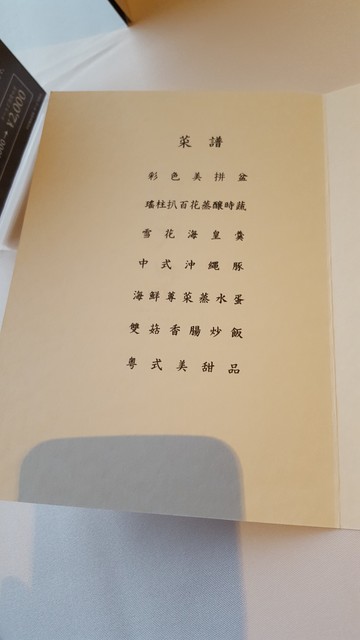 菜譜
彩色美拼盆
瑤柱扒百花蒸釀時蔬
雪花海皇羹
中式沖繩豚
海鮮蓴菜蒸水蛋
雙菇香腸炒飯
粵式美甜品